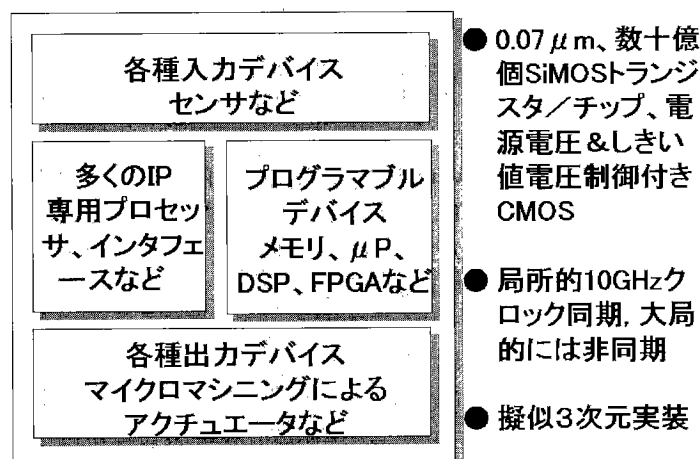 各種入力デバイス
センサなど
多くのIP
専用プロセッ
サ、インタフェ
ースなど
プログラマブル
デバイス
メモリ、μP、
DSP、FPGAなど
各種出力デバイス
マイクロマシニングによる
アクチュエータなど
● 0.07μm、数十億
個SiMOSトランジ
スタ／チップ、電
源電圧&しきい
値電圧制御付き
CMOS
● 局所的10GHzク
ロック同期, 大局
的には非同期
● 擬似３次元実装